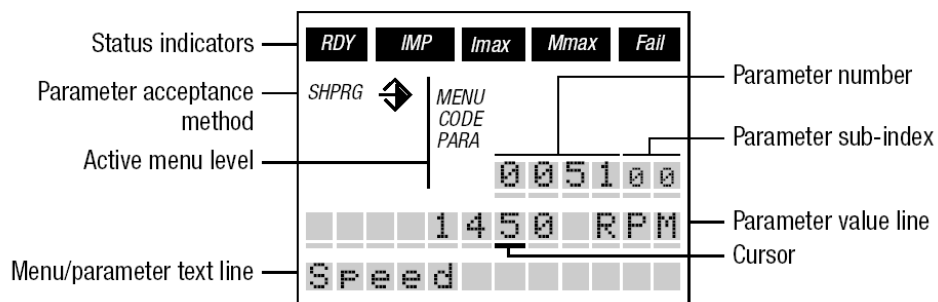 Status indicators
RDY IMP Imax Mmax Fail
Parameter acceptance
method
SHPRG
MENU
CODE
PARA
Parameter number
Active menu level
Parameter sub-index
0051 00
1450 RPM
Parameter value line
Cursor
Menu/parameter text line
Speed